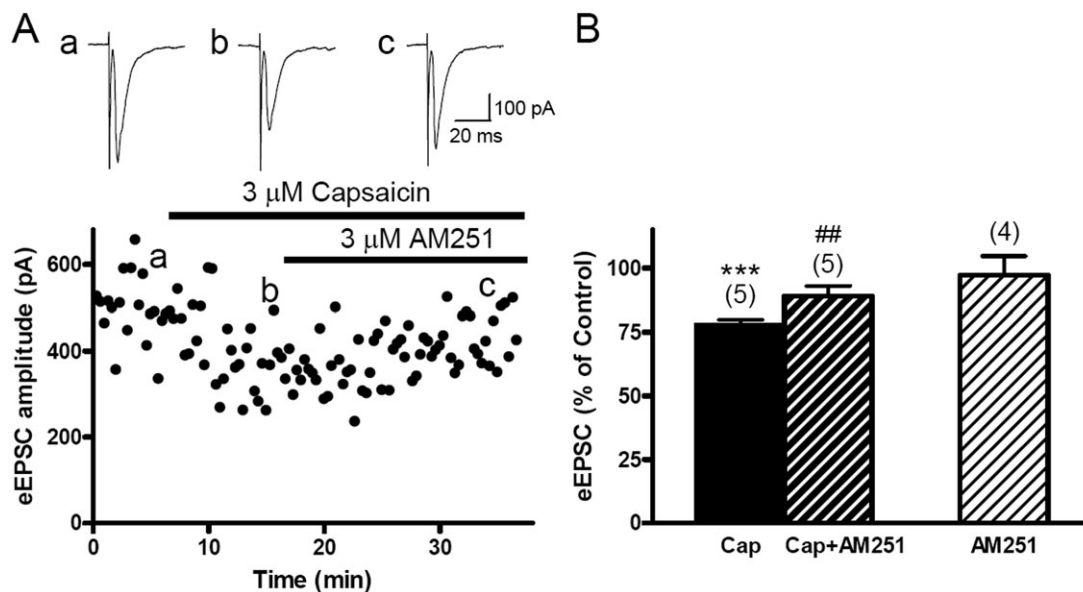 A
a
b
c
100 pA
20 ms
3 μM Capsaicin
3 μM AM251
a
b
c
eEPSC amplitude (pA)
600
400
200
0
0 10 20 30
Time (min)
B
eEPSC (% of Control)
100
75
50
25
0
***
(5)
##
(5)
(4)
Cap Cap+AM251 AM251